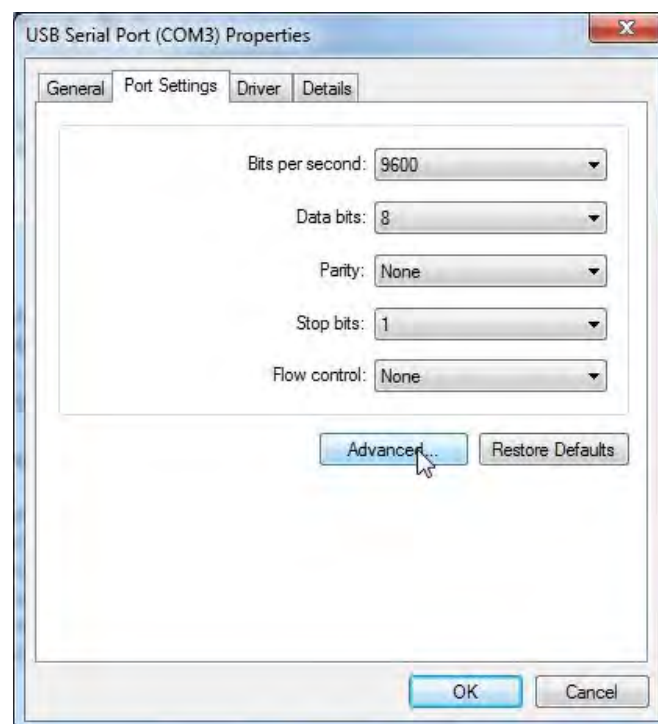 USB Serial Port (COM3) Properties
X
General Port Settings Driver Details
Bits per second: 9600
Data bits: 8
Parity: None
Stop bits: 1
Flow control: None
Advanced... Restore Defaults
OK Cancel